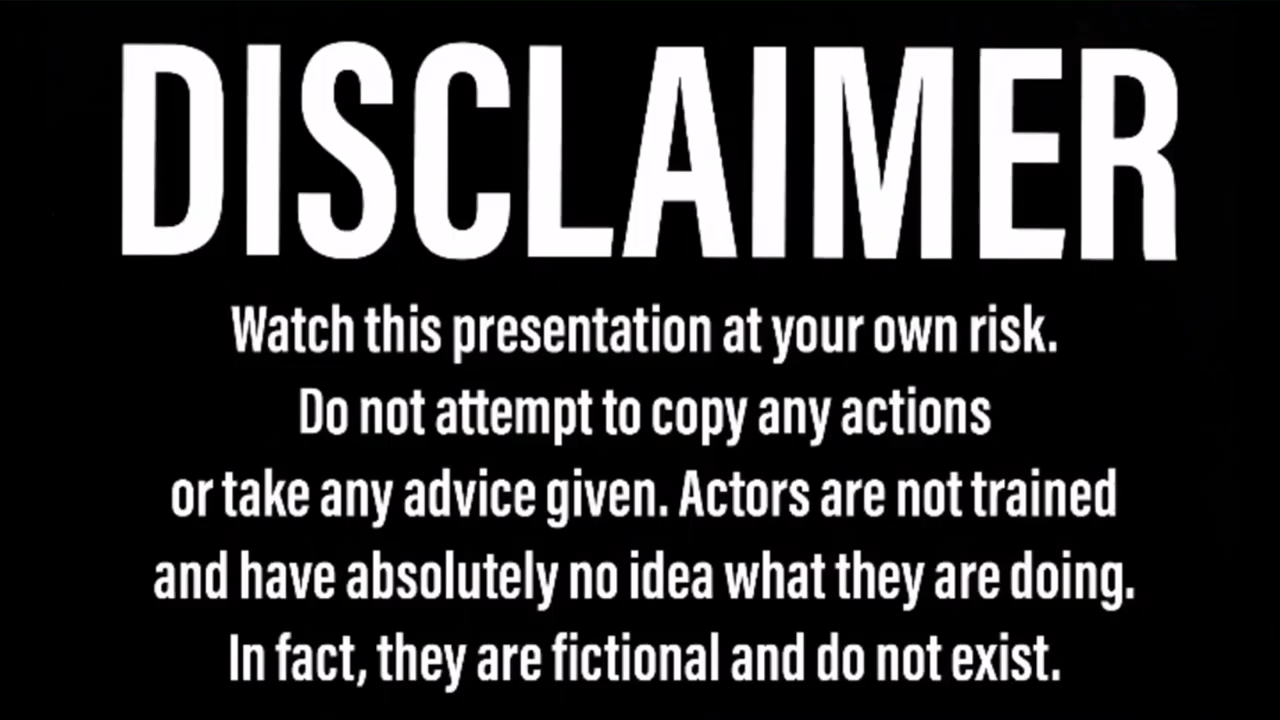 DISCLAIMER
Watch this presentation at your own risk.
Do not attempt to copy any actions
or take any advice given. Actors are not trained
and have absolutely no idea what they are doing.
In fact, they are fictional and do not exist.